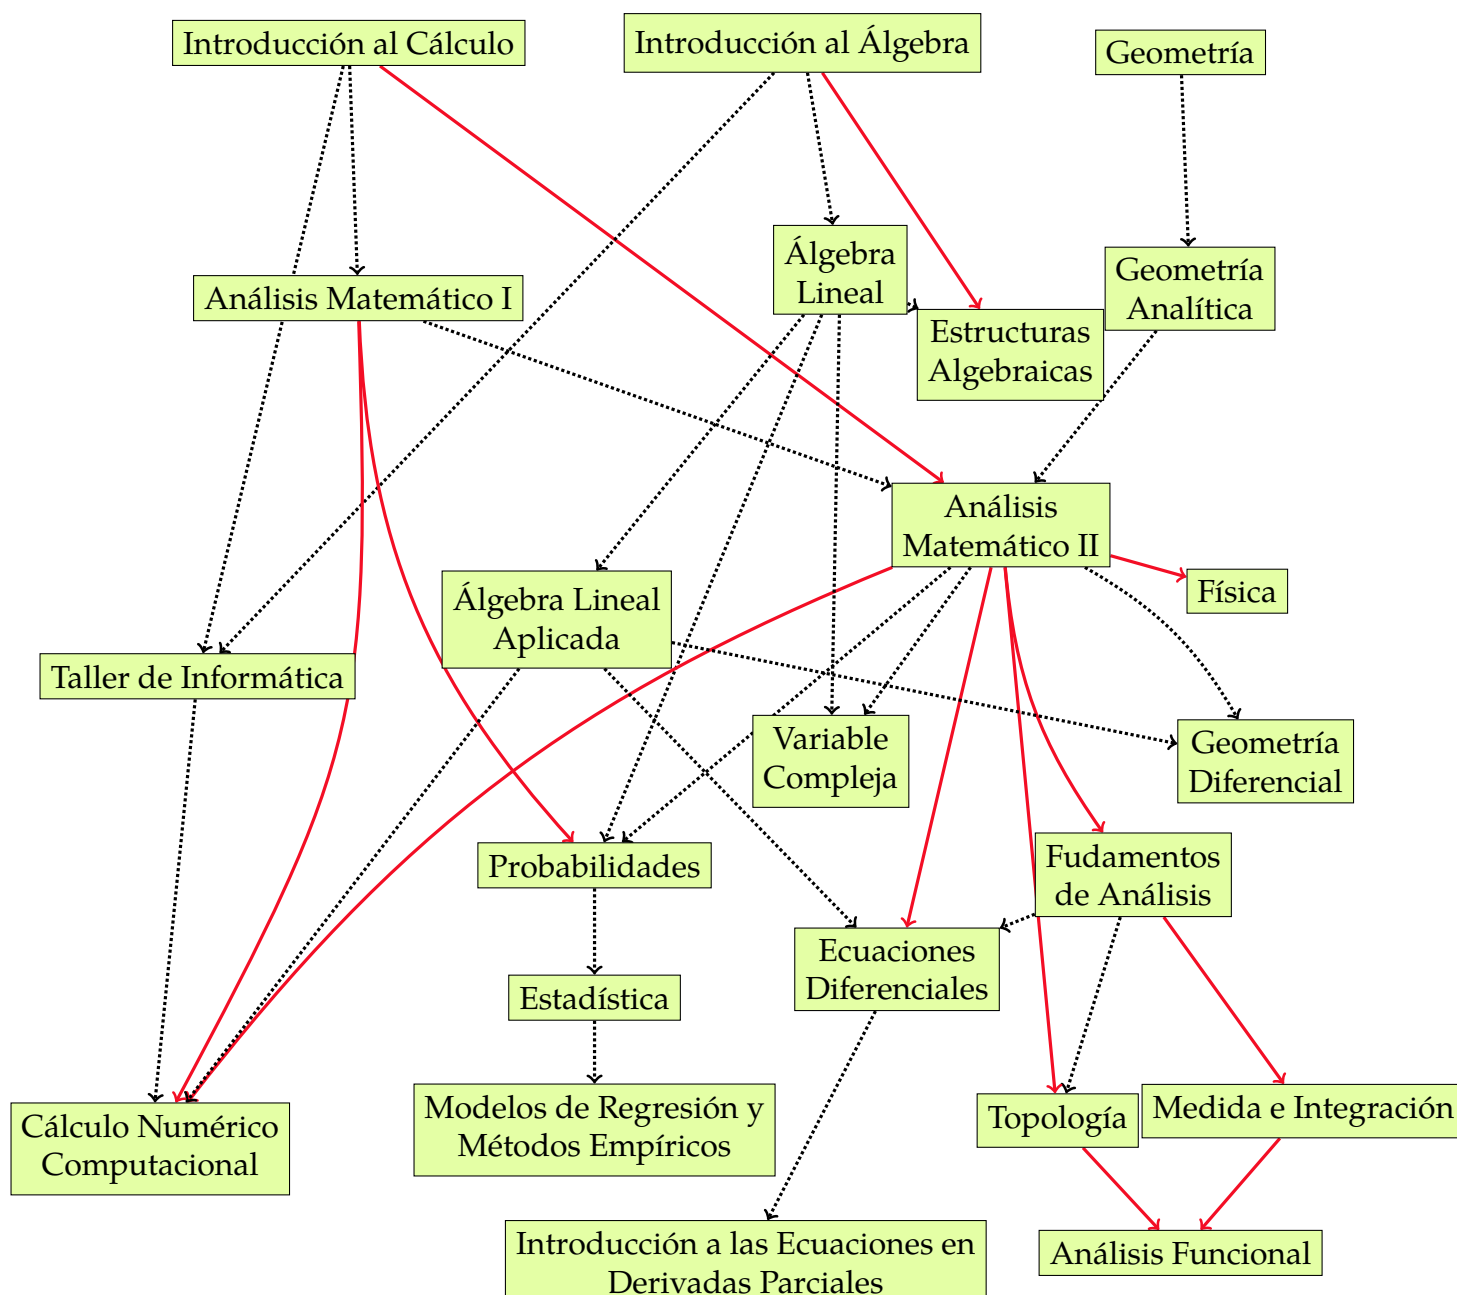 Introducción al Cálculo
Introducción al Álgebra
Geometría
Álgebra
Lineal
Geometría
Analítica
Análisis Matemático I
Estructuras
Algebraicas
Análisis
Matemático II
Física
Álgebra Lineal
Aplicada
Taller de Informática
Variable
Compleja
Geometría
Diferencial
Probabilidades
Fudamentos
de Análisis
Ecuaciones
Diferenciales
Estadística
Modelos de Regresión y
Métodos Empíricos
Topología
Medida e Integración
Cálculo Numérico
Computacional
Introducción a las Ecuaciones en
Derivadas Parciales
Análisis Funcional